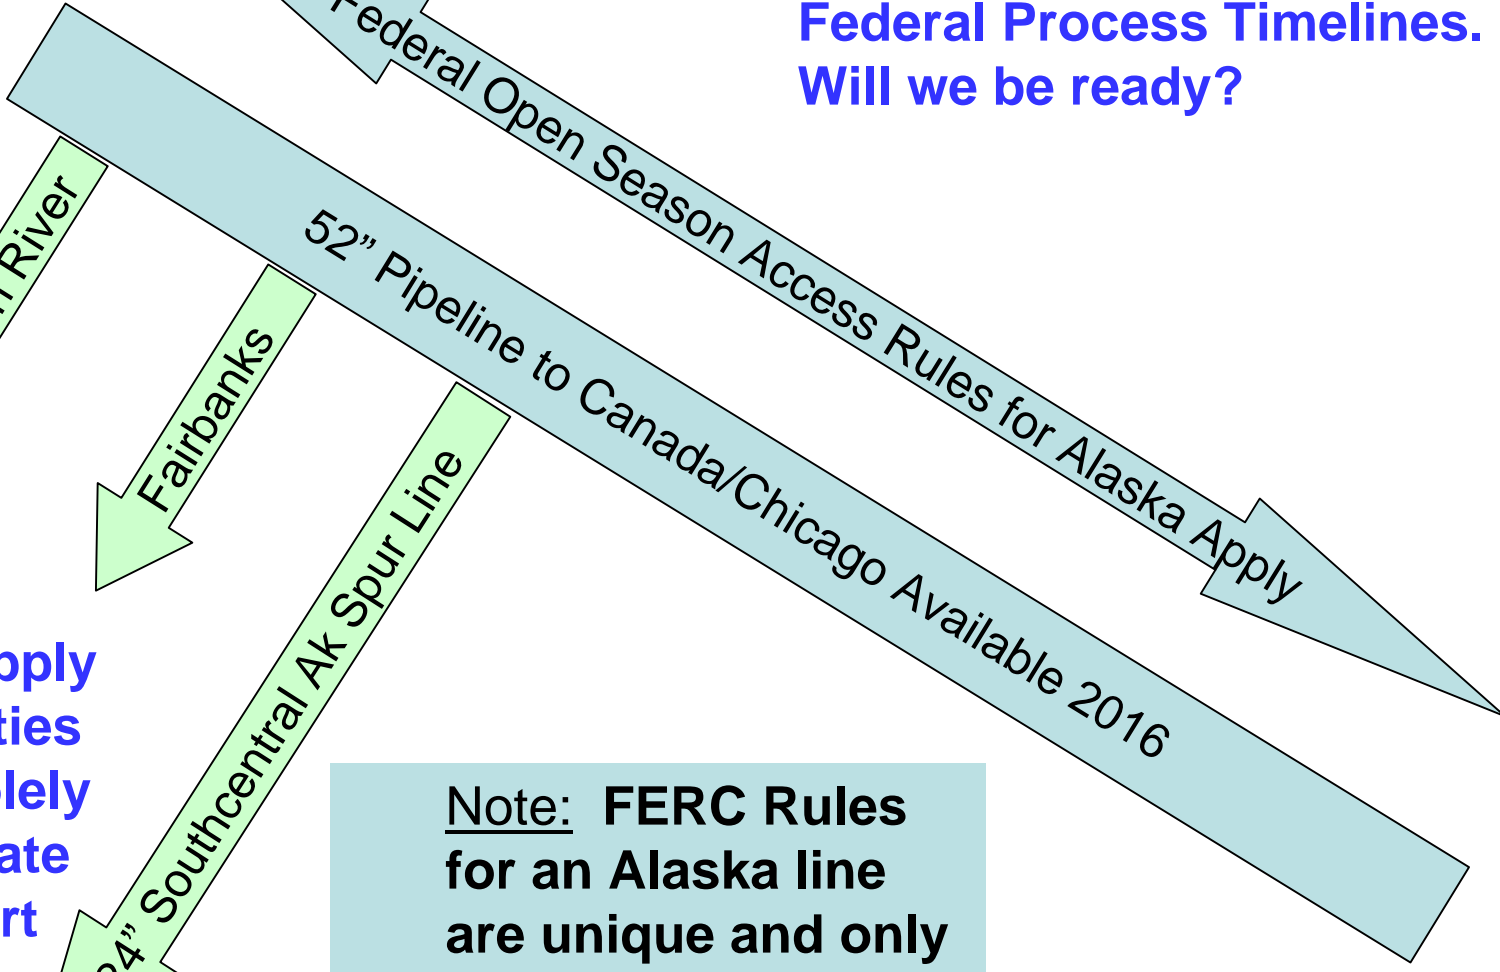 Federal Process Timelines.
Will we be ready?
Federal Open Season Access Rules for Alaska Apply
52” Pipeline to Canada/Chicago Available 2016
River
Fairbanks
24” Southcentral Ak Spur Line
Note: FERC Rules
for an Alaska line
are unique and only